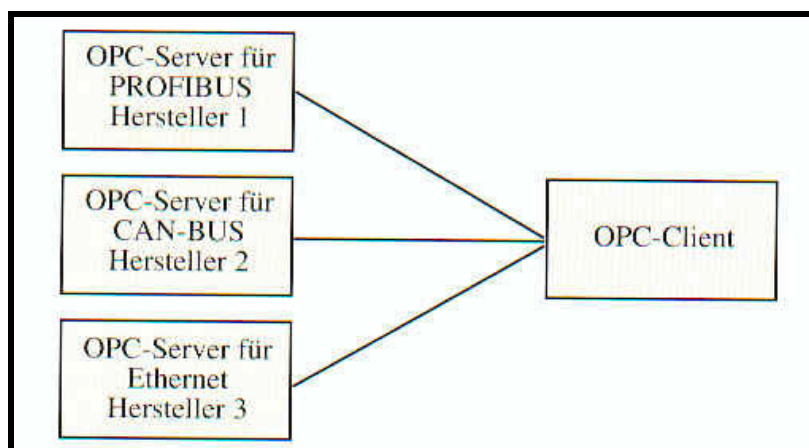 OPC-Server für
PROFIBUS
Hersteller 1
OPC-Server für
CAN-BUS
Hersteller 2
OPC-Server für
Ethernet
Hersteller 3
OPC-Client